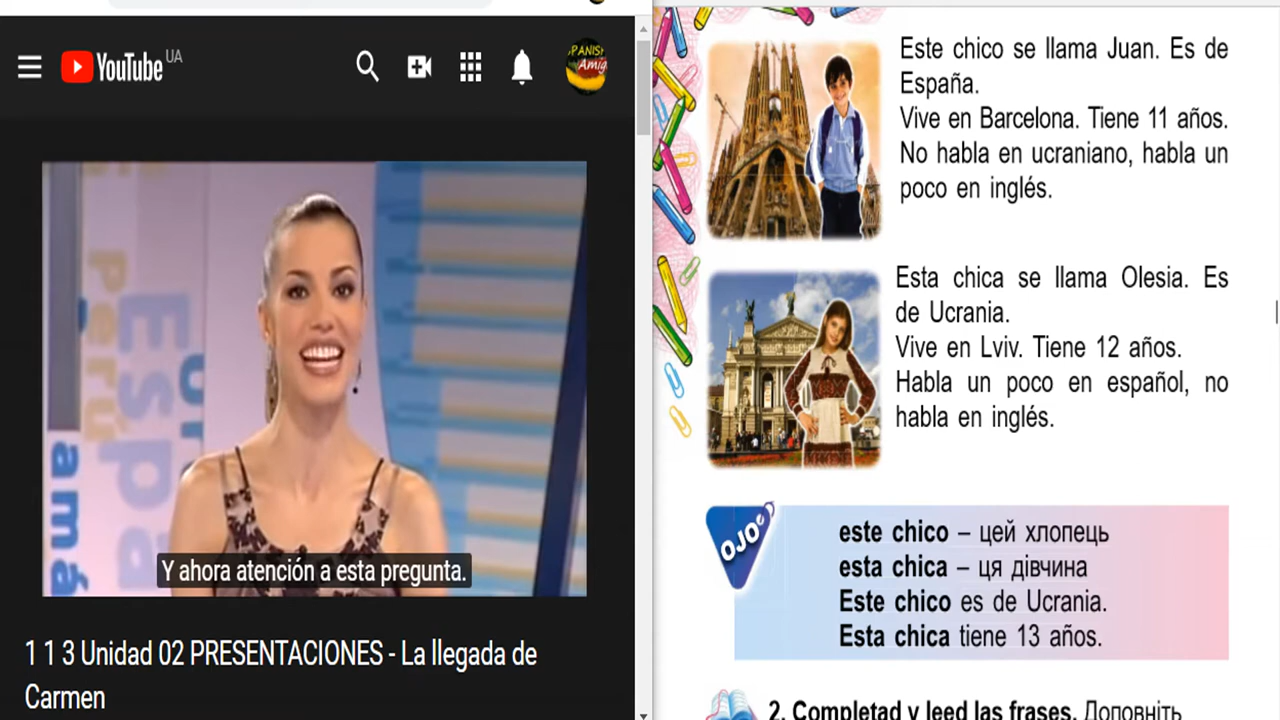 YouTube UA
SPANISH
Amigo
Y ahora atención a esta pregunta.
1 1 3 Unidad 02 PRESENTACIONES - La llegada de
Carmen
Este chico se llama Juan. Es de
España.
Vive en Barcelona. Tiene 11 años.
No habla en ucraniano, habla un
poco en inglés.
Esta chica se llama Olesia. Es
de Ucrania.
Vive en Lviv. Tiene 12 años.
Habla un poco en español, no
habla en inglés.
OJO
este chico – цей хлопець
esta chica – ця дівчина
Este chico es de Ucrania.
Esta chica tiene 13 años.
2. Completad y leed las frases. Доповніть